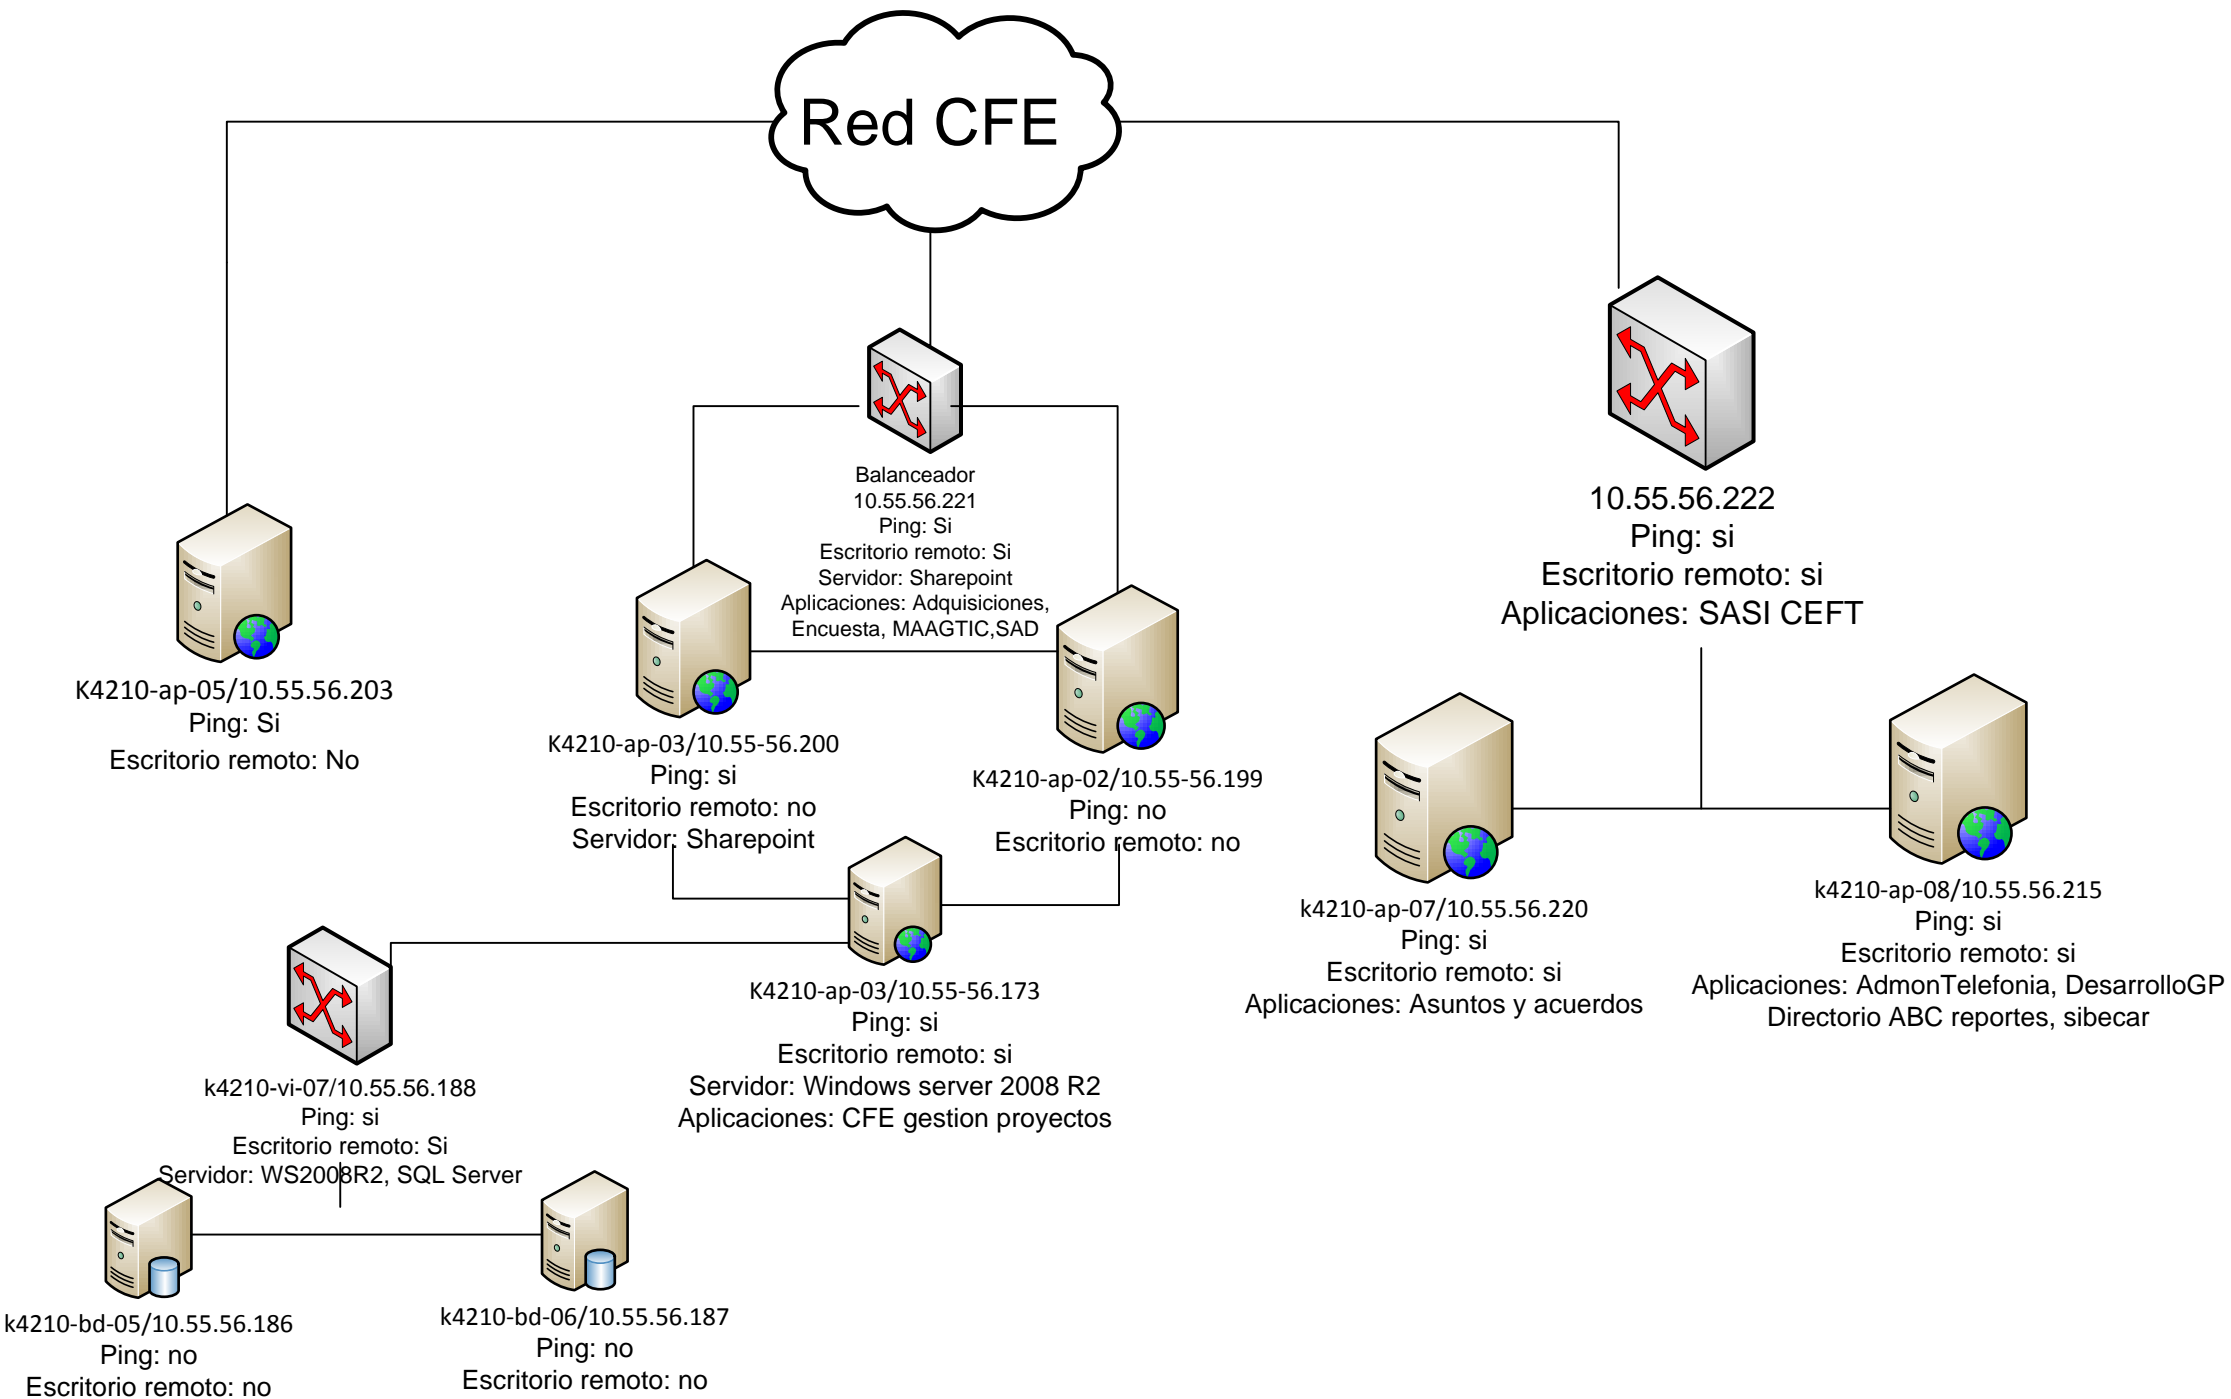 Red CFE
Balanceador
10.55.56.221
Ping: Si
Escritorio remoto: Si
Servidor: Sharepoint
Aplicaciones: Adquisiciones,
Encuesta, MAAGTIC,SAD
10.55.56.222
Ping: si
Escritorio remoto: si
Aplicaciones: SASI CEFT
K4210-ap-05/10.55.56.203
Ping: Si
Escritorio remoto: No
K4210-ap-03/10.55-56.200
Ping: si
Escritorio remoto: no
Servidor: Sharepoint
K4210-ap-02/10.55-56.199
Ping: no
Escritorio remoto: no
k4210-ap-07/10.55.56.220
Ping: si
Escritorio remoto: si
Aplicaciones: Asuntos y acuerdos
k4210-ap-08/10.55.56.215
Ping: si
Escritorio remoto: si
Aplicaciones: AdmonTelefonia, DesarrolloGP
Directorio ABC reportes, sibecar
K4210-ap-03/10.55-56.173
Ping: si
Escritorio remoto: si
Servidor: Windows server 2008 R2
Aplicaciones: CFE gestion proyectos
k4210-vi-07/10.55.56.188
Ping: si
Escritorio remoto: Si
Servidor: WS2008R2, SQL Server
k4210-bd-05/10.55.56.186
Ping: no
Escritorio remoto: no
k4210-bd-06/10.55.56.187
Ping: no
Escritorio remoto: no